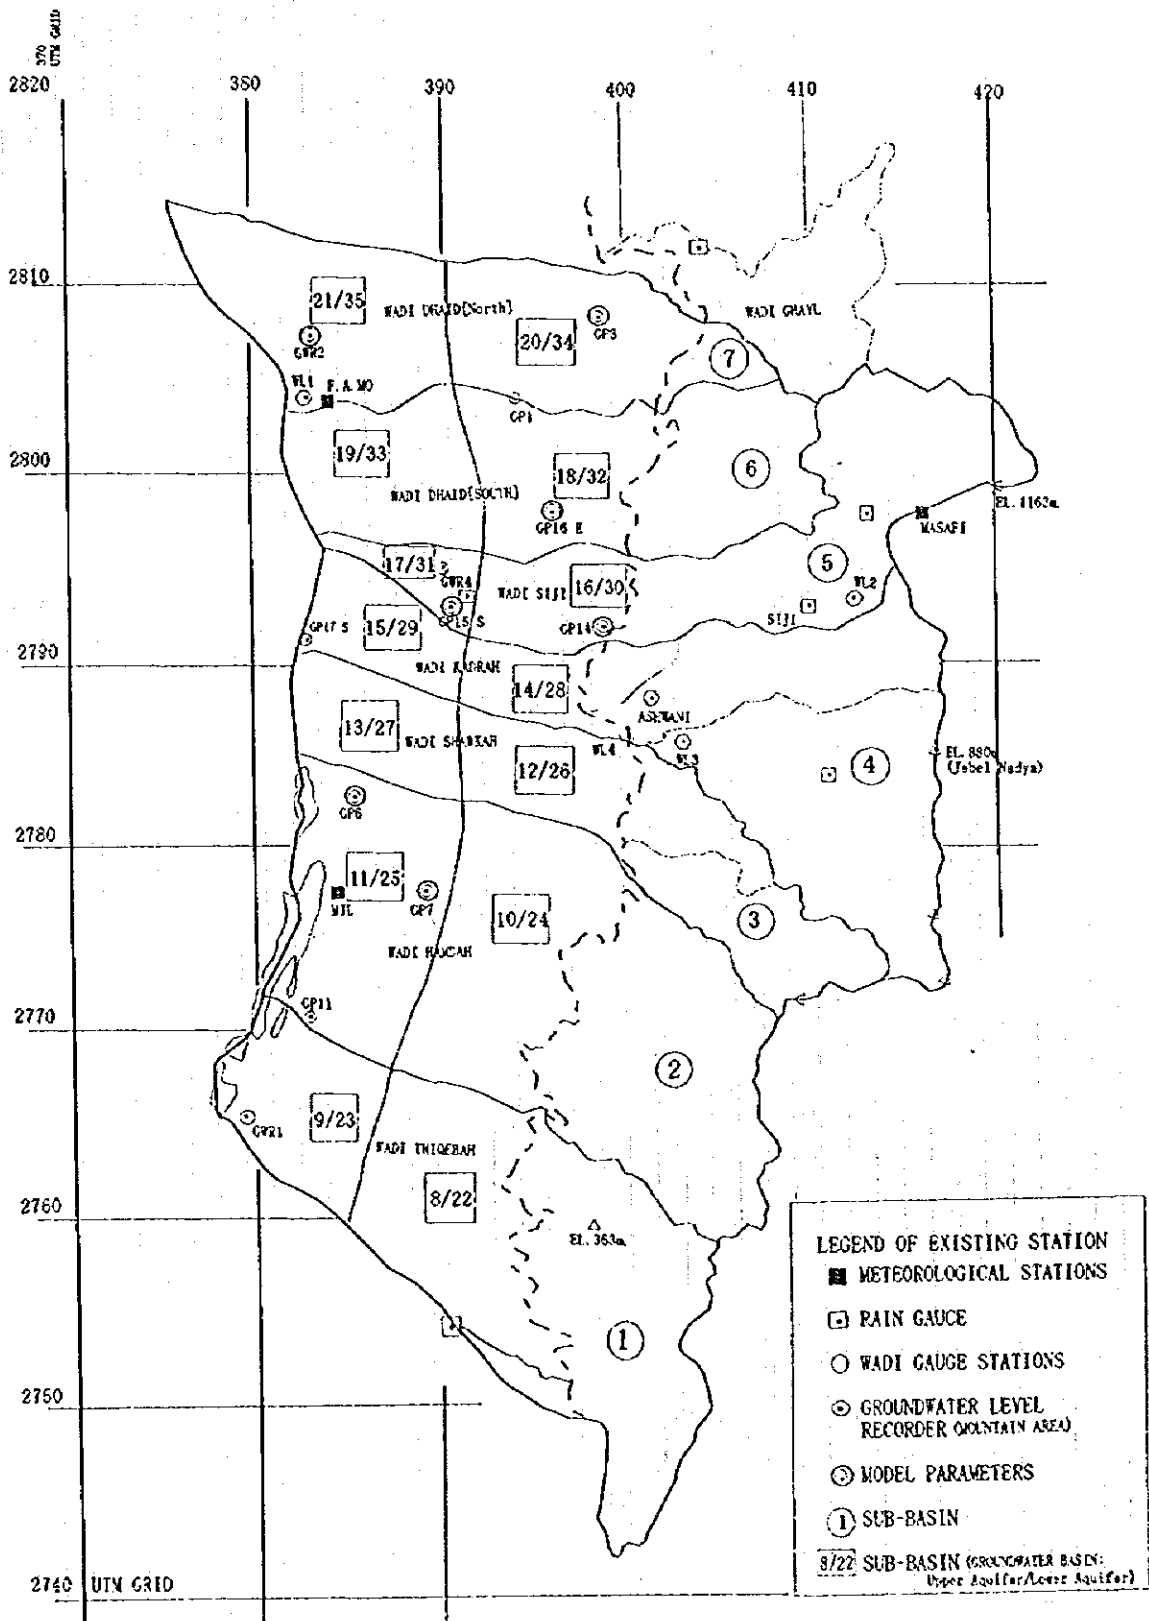 370
UTM GRID
2820
380
390
400
410
420
2810
21/35
WADI DHAID[North]
20/34
GP3
WADI GHAYL
GWR2
7
WL1
F.A.MO
GP1
19/33
18/32
6
2800
WADI DHAID[SOUTH]
GP16 E
EL. 1162m
MASAFI
17/31
GWR4
WADI SIJI
16/30
5
WL2
GP15 S
SIJI
GP17 S
15/29
GP14
2790
WADI KADRAH
14/28
ASHWANI
13/27
WADI SHAWKAH
WL4
WL3
12/26
4
EL. 880m
(Jebel Nadya)
GP6
2780
11/25
MIL
GP7
10/24
3
WADI HAMDAH
GP11
2770
2
9/23
GWR1
WADI THIQEBAH
8/22
2760
EL. 363m
1
2750
2740 UTM GRID
LEGEND OF EXISTING STATION
METEOROLOGICAL STATIONS
RAIN GAUGE
WADI GAUGE STATIONS
GROUNDWATER LEVEL
RECORDER (MOUNTAIN AREA)
MODEL PARAMETERS
1 SUB-BASIN
8/22 SUB-BASIN (GROUNDWATER BASIN:
Upper Aquifer/Lower Aquifer)